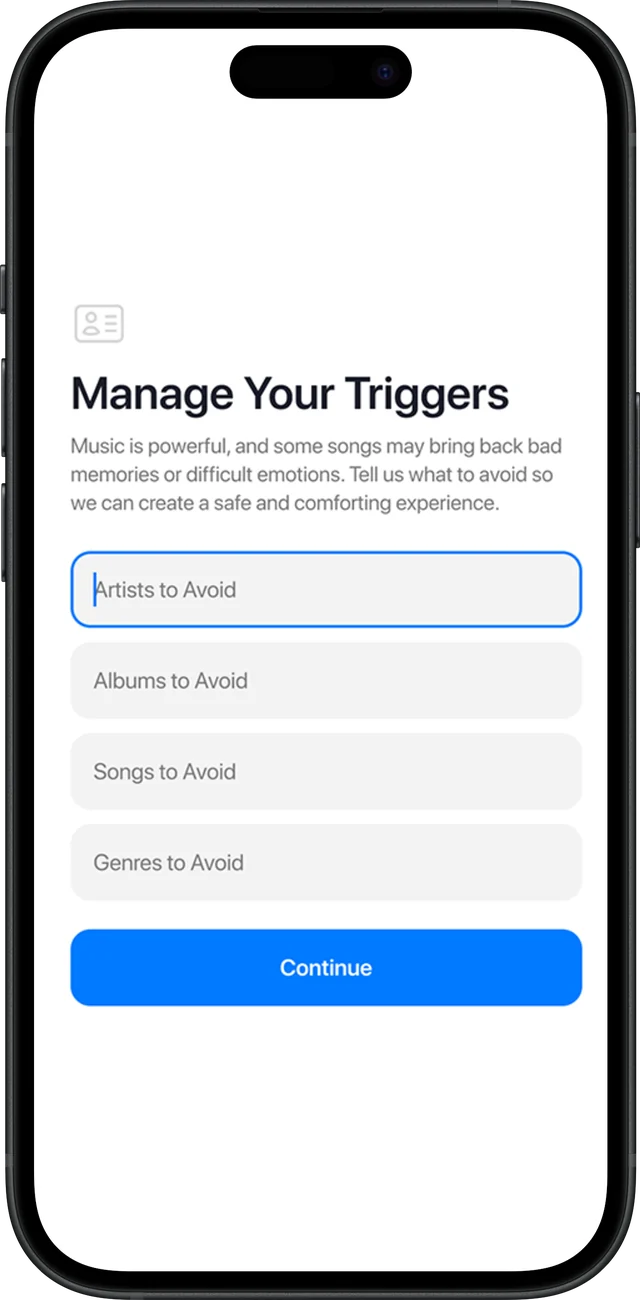 Manage Your Triggers
Music is powerful, and some songs may bring back bad
memories or difficult emotions. Tell us what to avoid so
we can create a safe and comforting experience.
Artists to Avoid
Albums to Avoid
Songs to Avoid
Genres to Avoid
Continue